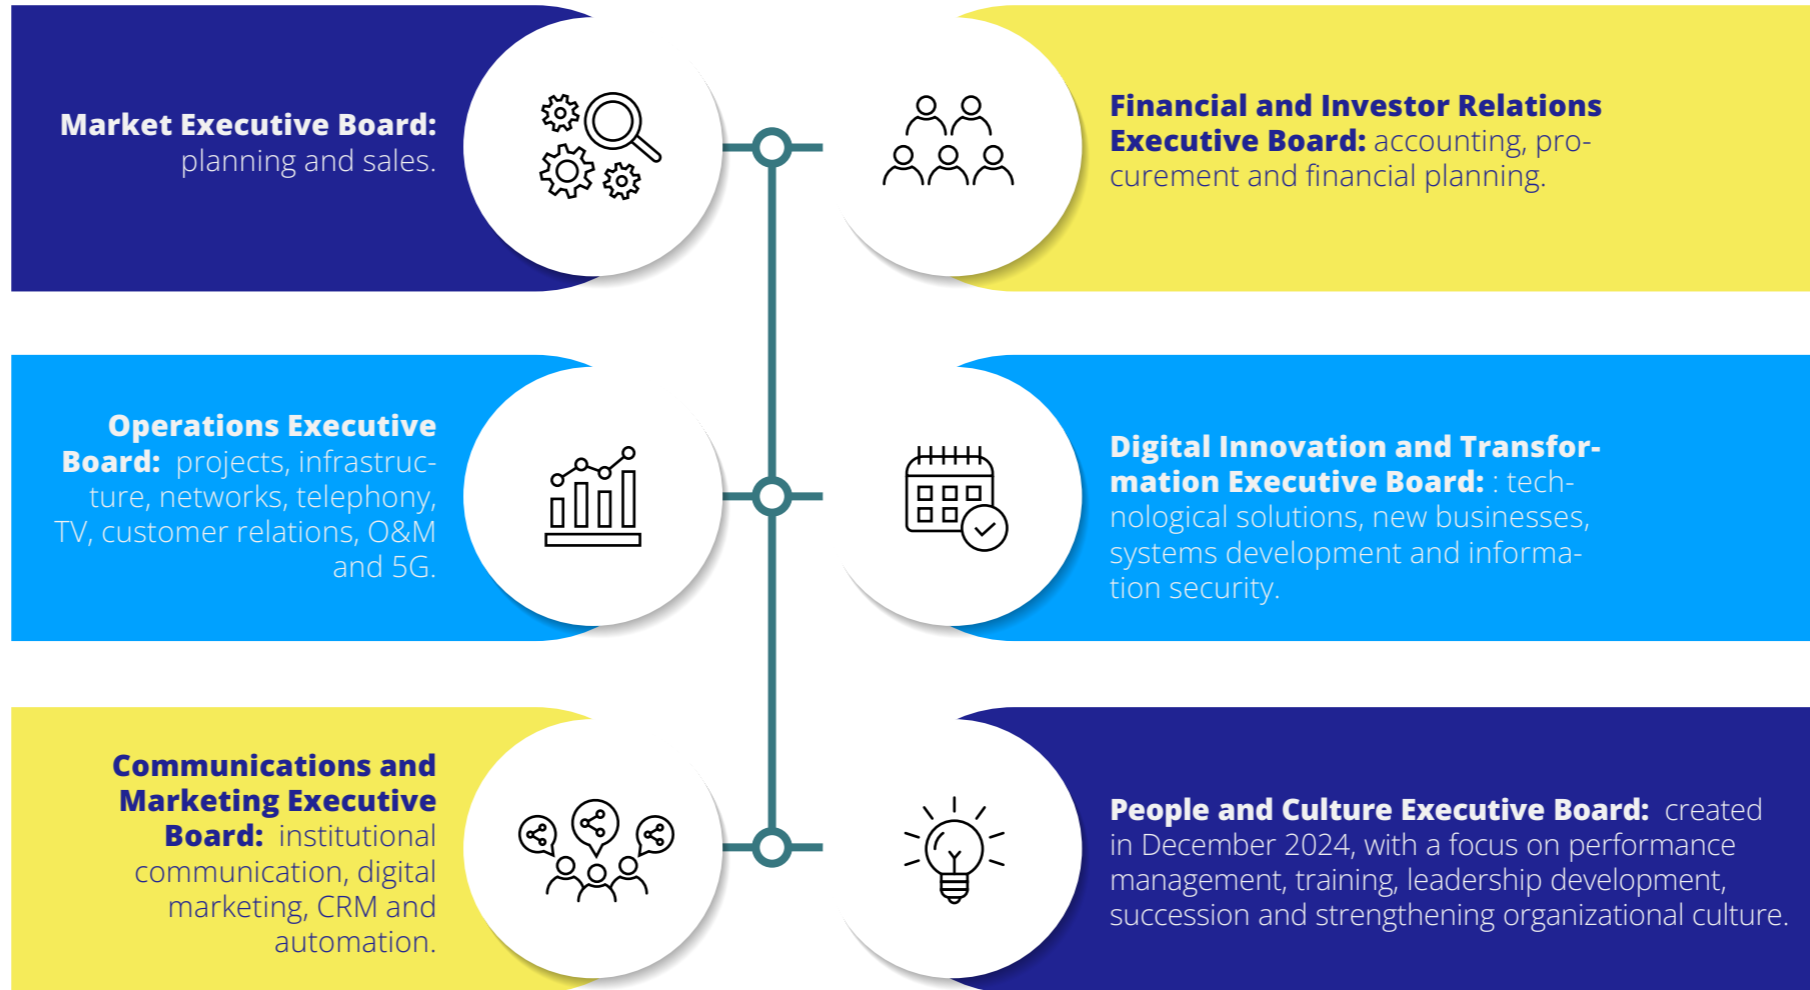 Market Executive Board:
planning and sales.
Financial and Investor Relations
Executive Board: accounting, pro-
curement and financial planning.
Operations Executive
Board: projects, infrastruc-
ture, networks, telephony,
TV, customer relations, O&M
and 5G.
Digital Innovation and Transfor-
mation Executive Board: : tech-
nological solutions, new businesses,
systems development and informa-
tion security.
Communications and
Marketing Executive
Board: institutional
communication, digital
marketing, CRM and
automation.
People and Culture Executive Board: created
in December 2024, with a focus on performance
management, training, leadership development,
succession and strengthening organizational culture.